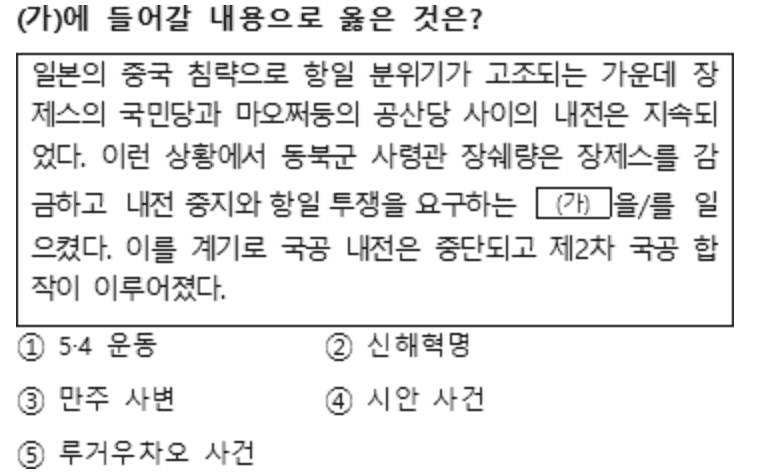 (가)에 들어갈 내용으로 옳은 것은?
일본의 중국 침략으로 항일 분위기가 고조되는 가운데 장
제스의 국민당과 마오쩌둥의 공산당 사이의 내전은 지속되
었다. 이런 상황에서 동북군 사령관 장쉐량은 장제스를 감
금하고 내전 중지와 항일 투쟁을 요구하는 (가) 을/를 일
으켰다. 이를 계기로 국공 내전은 중단되고 제2차 국공 합
작이 이루어졌다.
① 5·4 운동 ② 신해혁명
③ 만주 사변 ④ 시안 사건
⑤ 루거우차오 사건